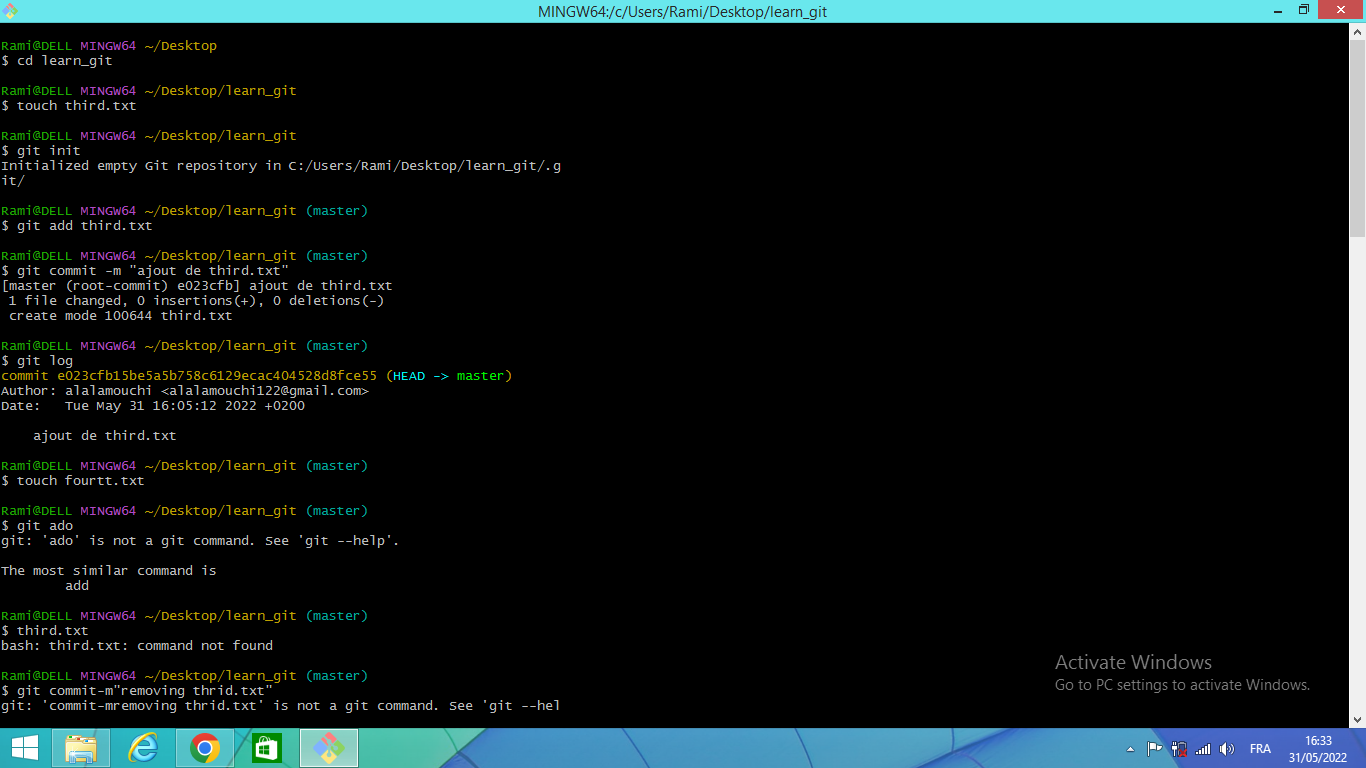 MINGW64:/c/Users/Rami/Desktop/learn_git
Rami@DELL MINGW64 ~/Desktop
$ cd learn_git
Rami@DELL MINGW64 ~/Desktop/learn_git
$ touch third.txt
Rami@DELL MINGW64 ~/Desktop/learn_git
$ git init
Initialized empty Git repository in C:/Users/Rami/Desktop/learn_git/.g
it/
Rami@DELL MINGW64 ~/Desktop/learn_git (master)
$ git add third.txt
Rami@DELL MINGW64 ~/Desktop/learn_git (master)
$ git commit -m "ajout de third.txt"
[master (root-commit) e023cfb] ajout de third.txt
 1 file changed, 0 insertions(+), 0 deletions(-)
 create mode 100644 third.txt
Rami@DELL MINGW64 ~/Desktop/learn_git (master)
$ git log
commit e023cfb15be5a5b758c6129ecac404528d8fce55 (HEAD -> master)
Author: alalamouchi <alalamouchi122@gmail.com>
Date:   Tue May 31 16:05:12 2022 +0200
    ajout de third.txt
Rami@DELL MINGW64 ~/Desktop/learn_git (master)
$ touch fourtt.txt
Rami@DELL MINGW64 ~/Desktop/learn_git (master)
$ git ado
git: 'ado' is not a git command. See 'git --help'.
The most similar command is
        add
Rami@DELL MINGW64 ~/Desktop/learn_git (master)
$ third.txt
bash: third.txt: command not found
Rami@DELL MINGW64 ~/Desktop/learn_git (master)
$ git commit-m"removing thrid.txt"
git: 'commit-mremoving thrid.txt' is not a git command. See 'git --hel
Activate Windows
Go to PC settings to activate Windows.
FRA
16:33
31/05/2022